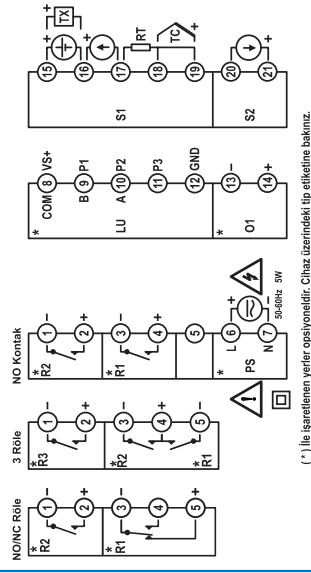 NO/NC Röle
* R2
1 –
2 +
* R1
3 –
4
5 +
3 Röle
* R3
1 –
2 +
* R2
3 –
4 +
* R1
5 –
NO Kontak
* R2
1 –
2 +
* R1
3 –
4 +
5
* PS
6 L + –
7 N
50-60Hz 5W
* LU
COM 8 VS+
B 9 P1
A 10 P2
11 P3
12 GND
* O1
13 –
14 +
S1
15 + TX
16 +
17
RT
18
TC +
19
S2
20 +
21
( * ) İle işaretlenen yerler opsiyoneldir. Cihaz üzerindeki tip etiketine bakınız.